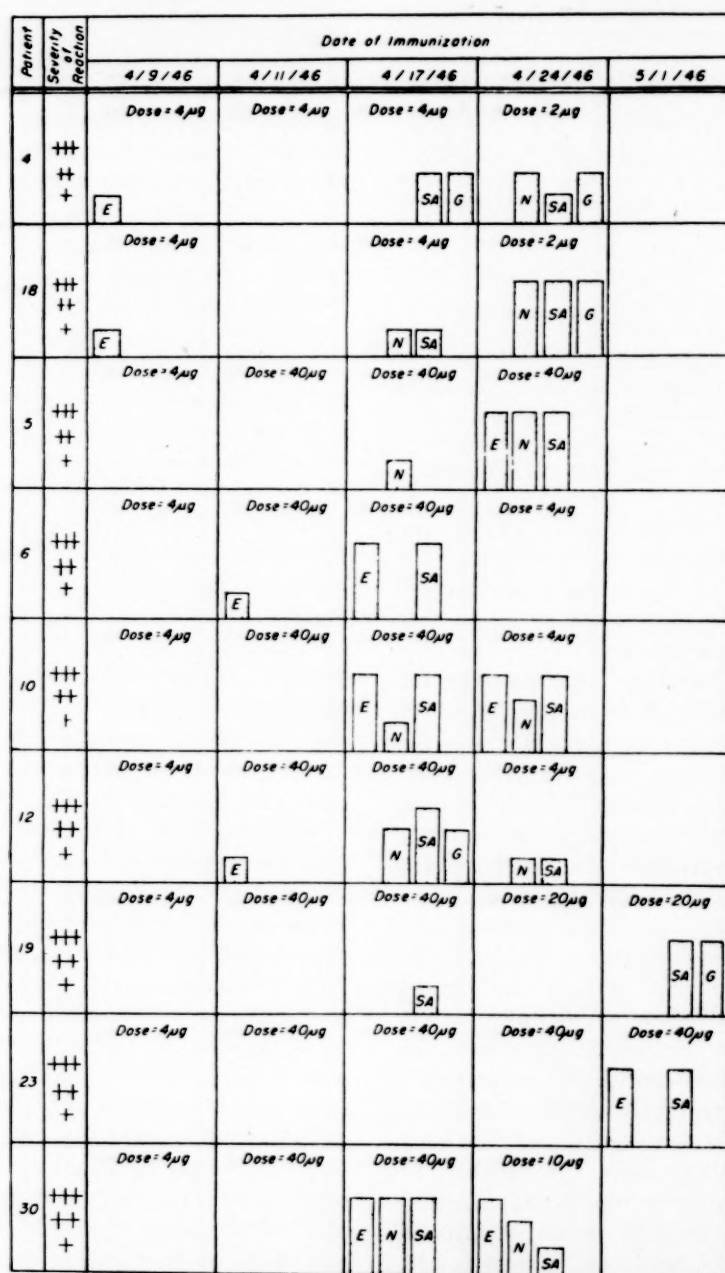 Patient
Severity of Reaction
Date of Immunization
4/9/46 4/11/46 4/17/46 4/24/46 5/1/46
Dose=4µg Dose=4µg Dose=4µg Dose=2µg
4
+++
++
+
E SA G N SA G
Dose=4µg Dose=4µg Dose=2µg
18
+++
++
+
E N SA N SA G
Dose=4µg Dose=40µg Dose=40µg Dose=40µg
5
+++
++
+
N E N SA
Dose=4µg Dose=40µg Dose=40µg Dose=4µg
6
+++
++
+
E E SA
Dose=4µg Dose=40µg Dose=40µg Dose=4µg
10
+++
++
+
E N SA E N SA
Dose=4µg Dose=40µg Dose=40µg Dose=4µg
12
+++
++
+
E N SA G N SA
Dose=4µg Dose=40µg Dose=40µg Dose=20µg Dose=20µg
19
+++
++
+
SA SA G
Dose=4µg Dose=40µg Dose=40µg Dose=40µg Dose=40µg
23
+++
++
+
E SA
Dose=4µg Dose=40µg Dose=40µg Dose=10µg
30
+++
++
+
E N SA E N SA